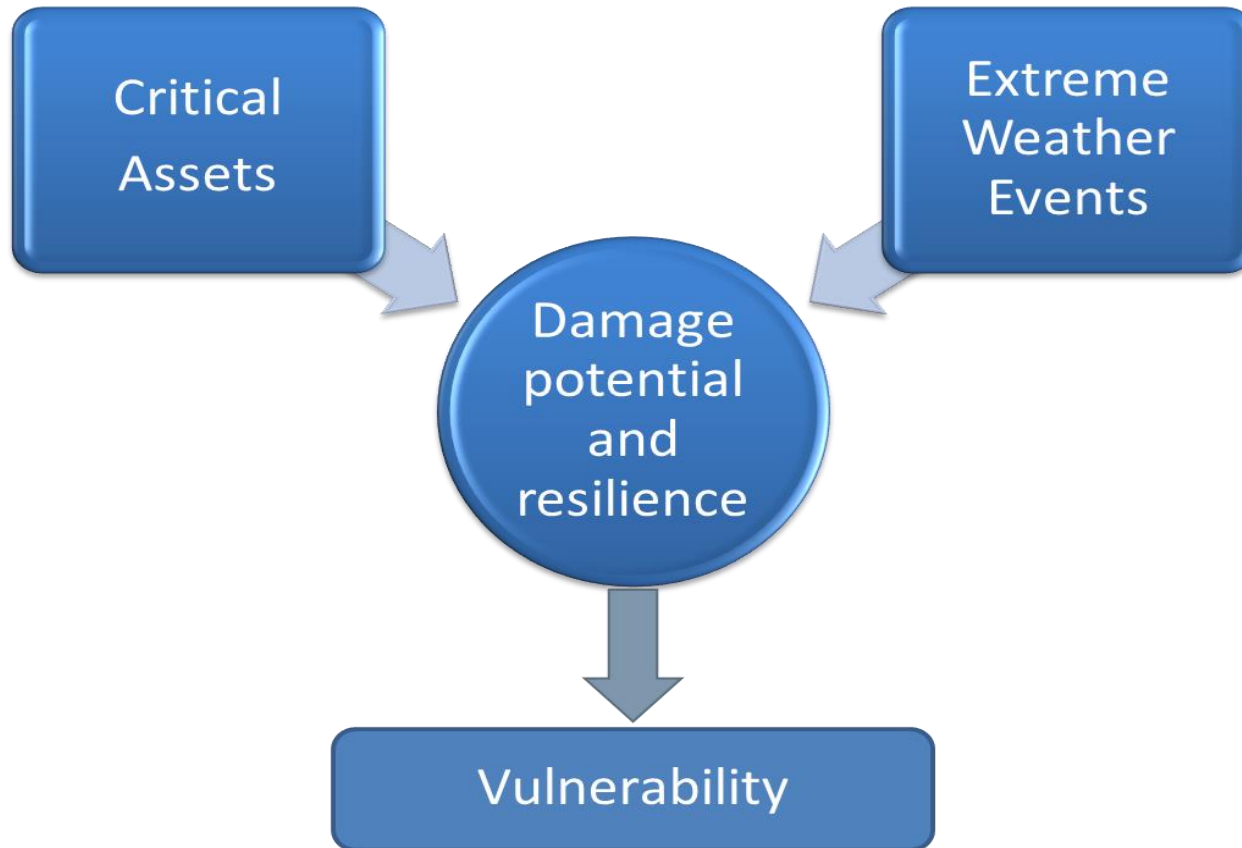 Critical
Assets
Extreme
Weather
Events
Damage
potential
and
resilience
Vulnerability